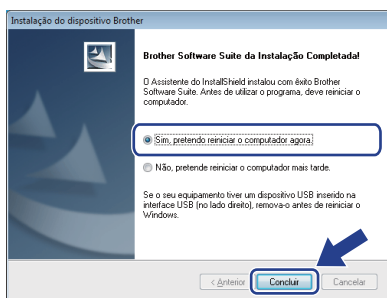 Instalação do dispositivo Brother
Brother Software Suite da Instalação Completada!
O Assistente do InstallShield instalou com êxito Brother
Software Suite. Antes de utilizar o programa, deve reiniciar o
computador.
Sim, pretendo reiniciar o computador agora.
Não, pretende reiniciar o computador mais tarde.
Se o seu equipamento tiver um dispositivo USB inserido na
interface USB (no lado direito), remova-o antes de reiniciar o
Windows.
< Anterior Concluir Cancelar